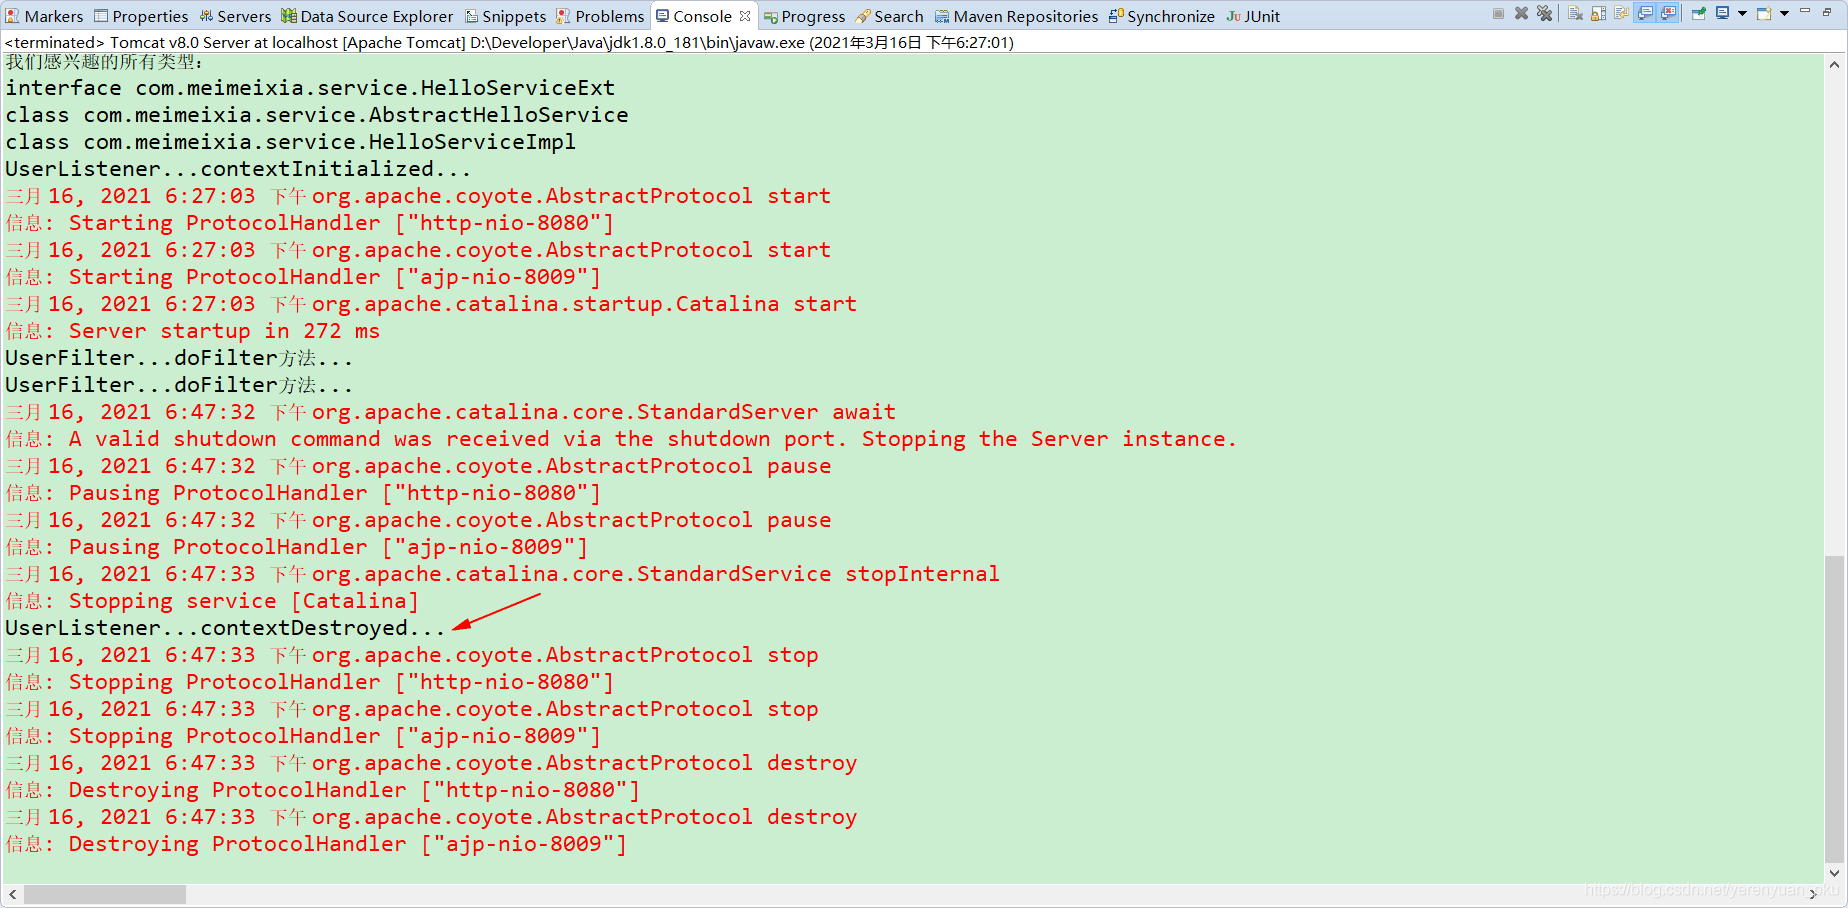 Markers Properties Servers Data Source Explorer Snippets Problems Console Progress Search Maven Repositories Synchronize JUnit
<terminated> Tomcat v8.0 Server at localhost [Apache Tomcat] D:\Developer\Java\jdk1.8.0_181\bin\javaw.exe (2021年3月16日 下午6:27:01)
我们感兴趣的所有类型：
interface com.meimeixia.service.HelloServiceExt
class com.meimeixia.service.AbstractHelloService
class com.meimeixia.service.HelloServiceImpl
UserListener...contextInitialized...
三月 16, 2021 6:27:03 下午 org.apache.coyote.AbstractProtocol start
信息: Starting ProtocolHandler ["http-nio-8080"]
三月 16, 2021 6:27:03 下午 org.apache.coyote.AbstractProtocol start
信息: Starting ProtocolHandler ["ajp-nio-8009"]
三月 16, 2021 6:27:03 下午 org.apache.catalina.startup.Catalina start
信息: Server startup in 272 ms
UserFilter...doFilter方法...
UserFilter...doFilter方法...
三月 16, 2021 6:47:32 下午 org.apache.catalina.core.StandardServer await
信息: A valid shutdown command was received via the shutdown port. Stopping the Server instance.
三月 16, 2021 6:47:32 下午 org.apache.coyote.AbstractProtocol pause
信息: Pausing ProtocolHandler ["http-nio-8080"]
三月 16, 2021 6:47:32 下午 org.apache.coyote.AbstractProtocol pause
信息: Pausing ProtocolHandler ["ajp-nio-8009"]
三月 16, 2021 6:47:33 下午 org.apache.catalina.core.StandardService stopInternal
信息: Stopping service [Catalina]
UserListener...contextDestroyed...
三月 16, 2021 6:47:33 下午 org.apache.coyote.AbstractProtocol stop
信息: Stopping ProtocolHandler ["http-nio-8080"]
三月 16, 2021 6:47:33 下午 org.apache.coyote.AbstractProtocol stop
信息: Stopping ProtocolHandler ["ajp-nio-8009"]
三月 16, 2021 6:47:33 下午 org.apache.coyote.AbstractProtocol destroy
信息: Destroying ProtocolHandler ["http-nio-8080"]
三月 16, 2021 6:47:33 下午 org.apache.coyote.AbstractProtocol destroy
信息: Destroying ProtocolHandler ["ajp-nio-8009"]
https://blog.csdn.net/yerenyuan_pku